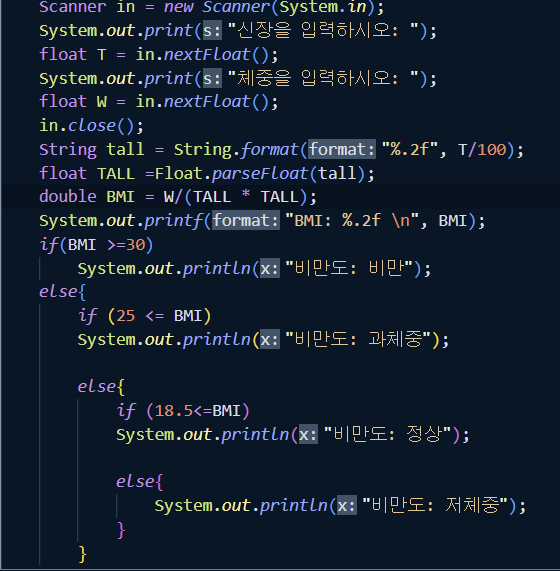 Scanner in = new Scanner(System.in);
System.out.print(s: "신장을 입력하시오: ");
float T = in.nextFloat();
System.out.print(s: "체중을 입력하시오: ");
float W = in.nextFloat();
in.close();
String tall = String.format(format: "%.2f", T/100);
float TALL =Float.parseFloat(tall);
double BMI = W/(TALL * TALL);
System.out.printf(format: "BMI: %.2f \n", BMI);
if(BMI >=30)
System.out.println(x: "비만도: 비만");
else{
if (25 <= BMI)
System.out.println(x: "비만도: 과체중");
else{
if (18.5<=BMI)
System.out.println(x: "비만도: 정상");
else{
System.out.println(x: "비만도: 저체중");
}
}